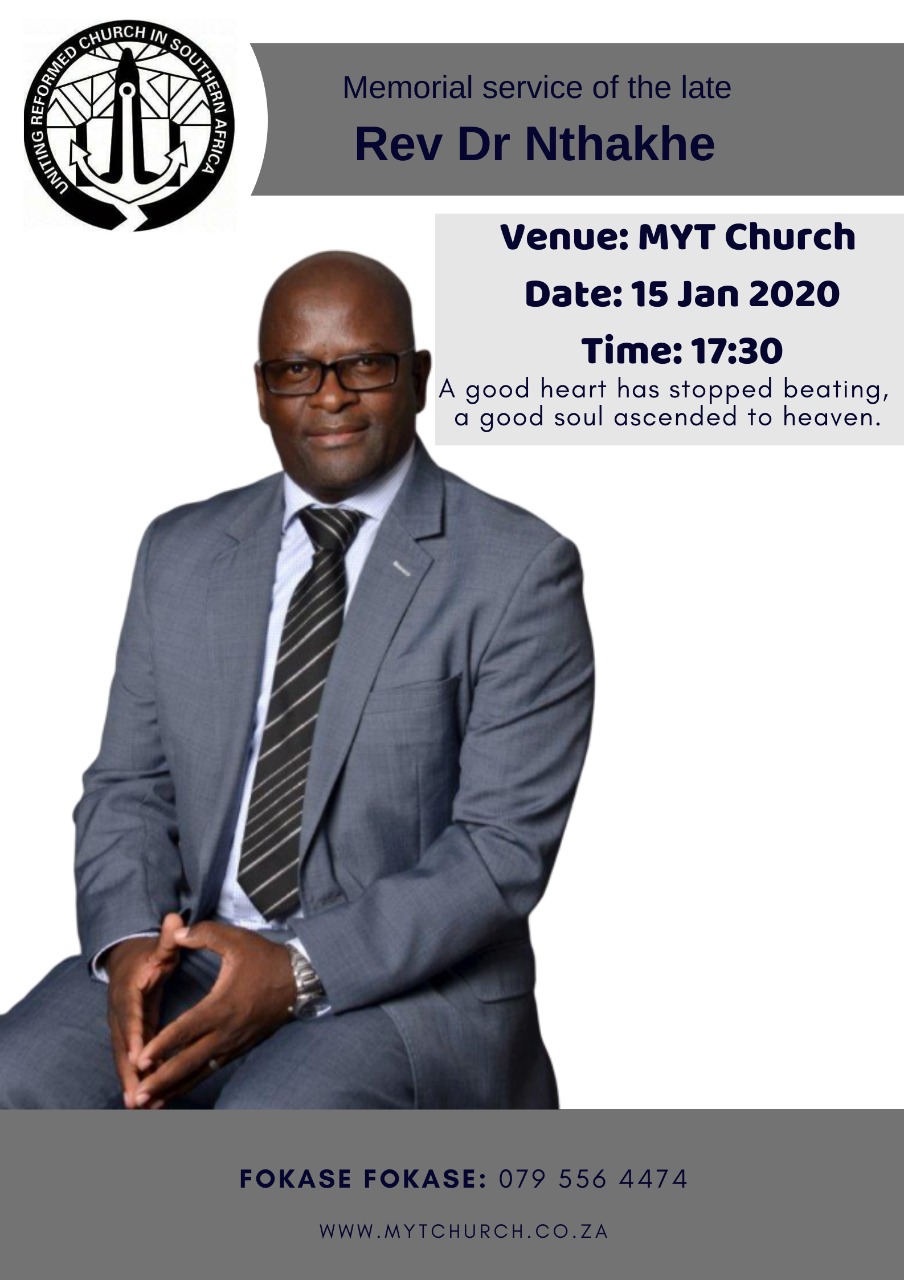 UNITING REFORMED CHURCH IN SOUTHERN AFRICA
Memorial service of the late
Rev Dr Nthakhe
Venue: MYT Church
Date: 15 Jan 2020
Time: 17:30
A good heart has stopped beating,
a good soul ascended to heaven.
FOKASE FOKASE: 079 556 4474
WWW.MYTCHURCH.CO.ZA